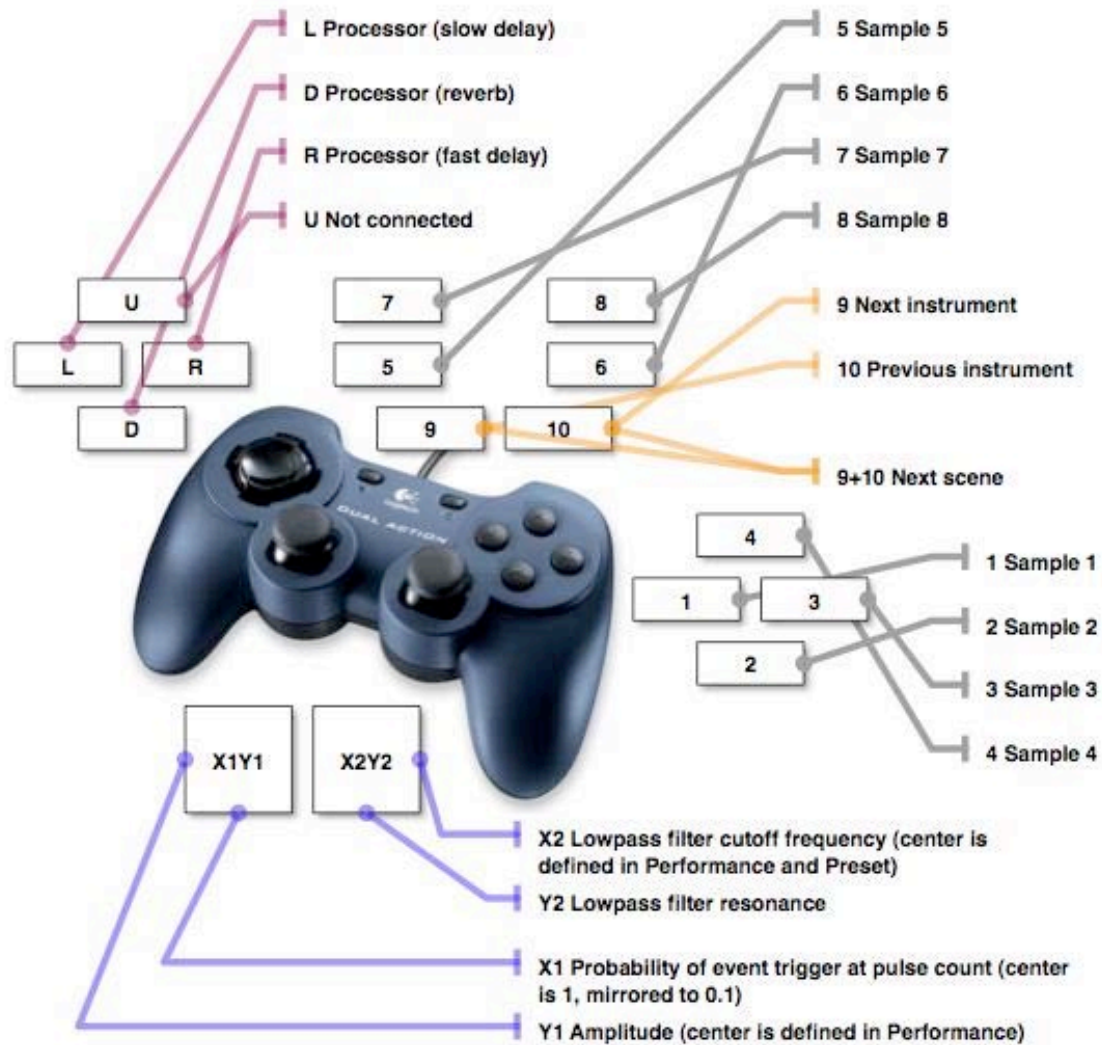 L Processor (slow delay)
D Processor (reverb)
R Processor (fast delay)
U Not connected
5 Sample 5
6 Sample 6
7 Sample 7
8 Sample 8
U
L
R
D
7
8
5
6
9
10
9 Next instrument
10 Previous instrument
9+10 Next scene
Logitech
DUAL ACTION
4
1
3
2
1 Sample 1
2 Sample 2
3 Sample 3
4 Sample 4
X1Y1
X2Y2
X2 Lowpass filter cutoff frequency (center is
defined in Performance and Preset)
Y2 Lowpass filter resonance
X1 Probability of event trigger at pulse count (center
is 1, mirrored to 0.1)
Y1 Amplitude (center is defined in Performance)